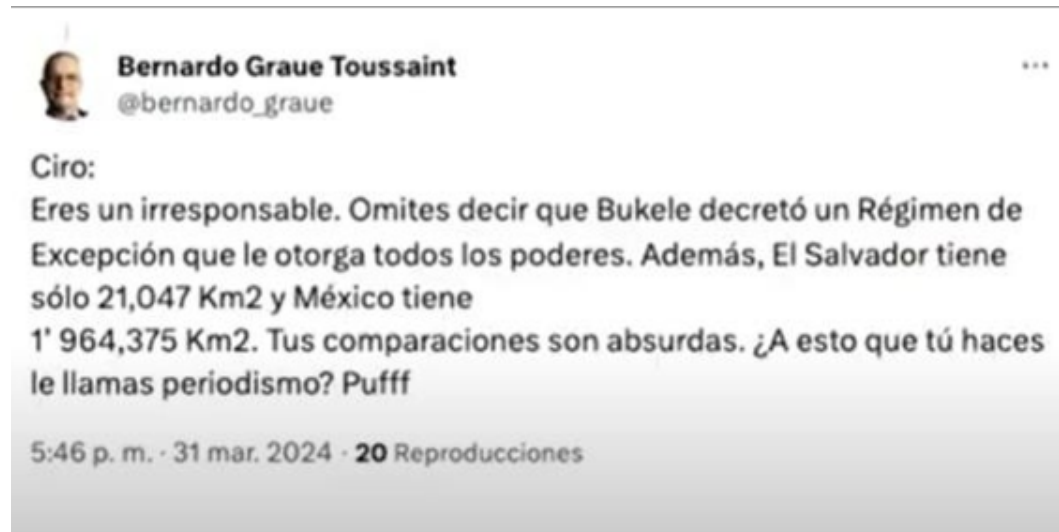 Bernardo Graue Toussaint
@bernardo_graue
Ciro:
Eres un irresponsable. Omites decir que Bukele decretó un Régimen de
Excepción que le otorga todos los poderes. Además, El Salvador tiene
sólo 21,047 Km2 y México tiene
1' 964,375 Km2. Tus comparaciones son absurdas. ¿A esto que tú haces
le llamas periodismo? Pufff
5:46 p. m. · 31 mar. 2024 · 20 Reproducciones